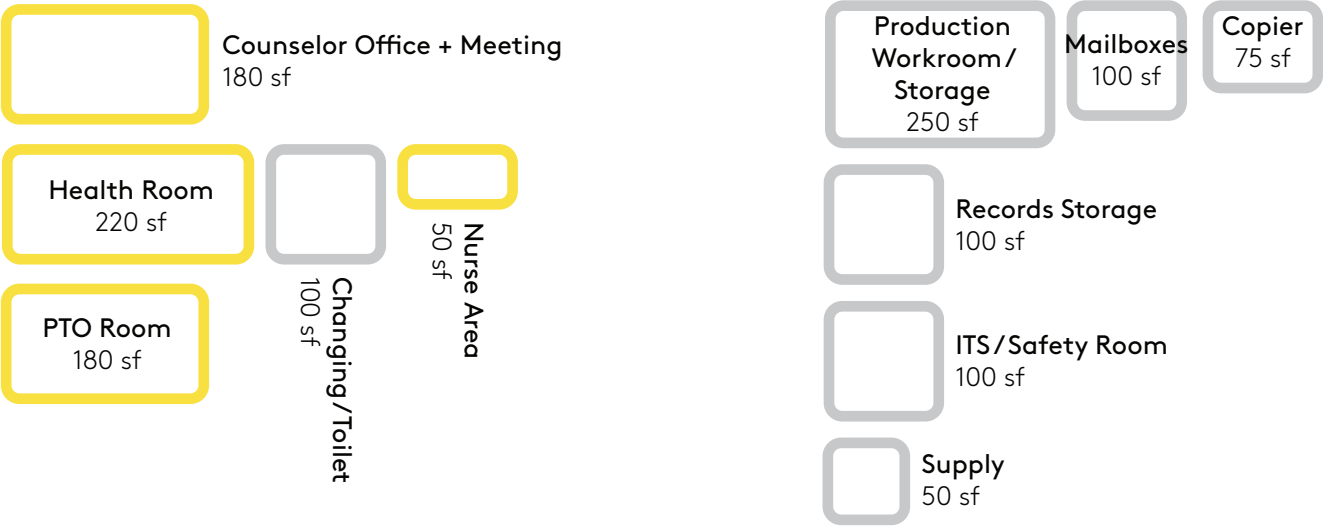 Counselor Office + Meeting
180 sf
Health Room
220 sf
Changing/Toilet
100 sf
Nurse Area
50 sf
PTO Room
180 sf
Production
Workroom/
Storage
250 sf
Mailboxes
100 sf
Copier
75 sf
Records Storage
100 sf
ITS/Safety Room
100 sf
Supply
50 sf